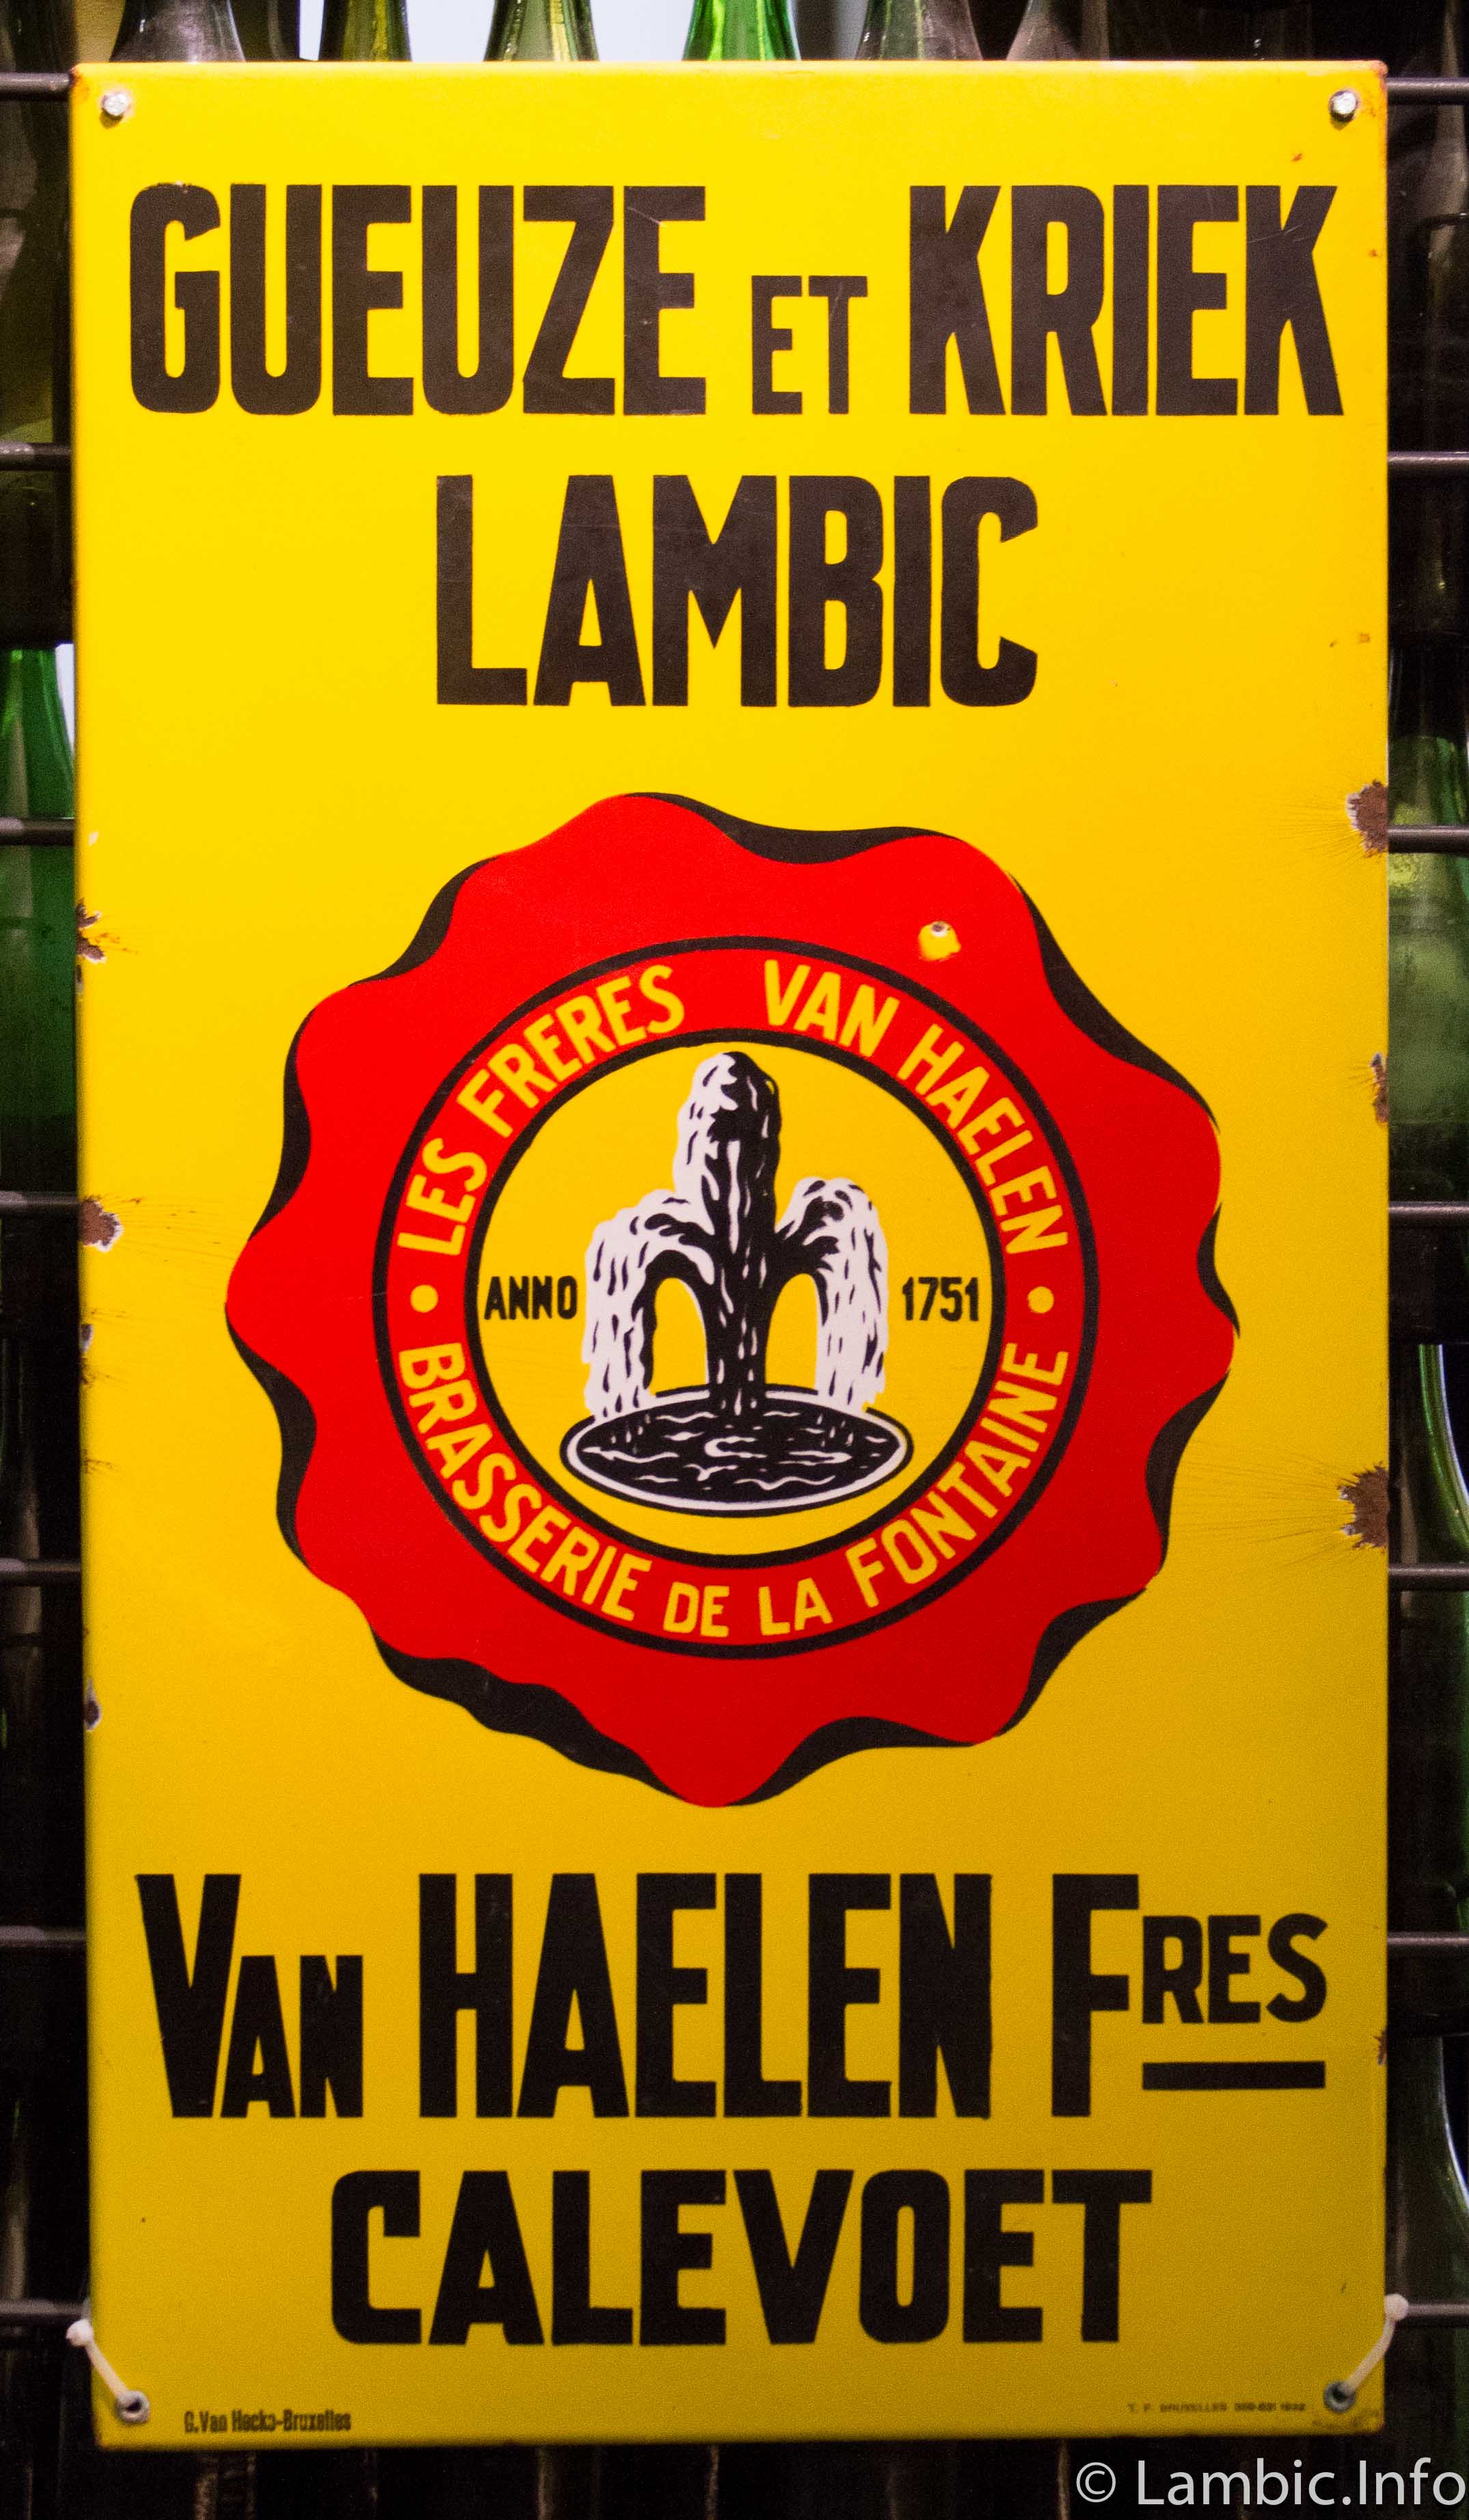 GUEUZE ET KRIEK
LAMBIC
LES FRERES VAN HAELEN
ANNO 1751
• BRASSERIE DE LA FONTAINE •
VAN HAELEN FRES
CALEVOET
G. Van Hecke-Bruxelles
T. P. BRUXELLES
© Lambic.Info